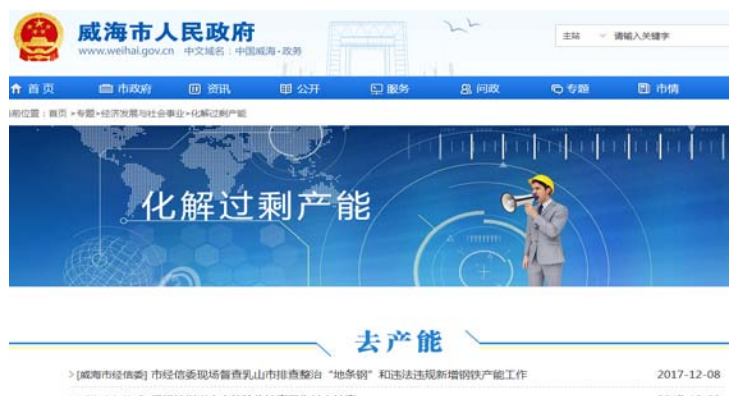 威海市人民政府
www.weihai.gov.cn 中文域名：中国威海·政务
主站 请输入关键字
首页 市政府 资讯 公开 服务 问政 专题 市情
前位置：首页 >专题>经济发展与社会事业>化解过剩产能
化解过剩产能
去产能
>[威海市经信委] 市经信委现场督查乳山市排查整治“地条钢”和违法违规新增钢铁产能工作 2017-12-08